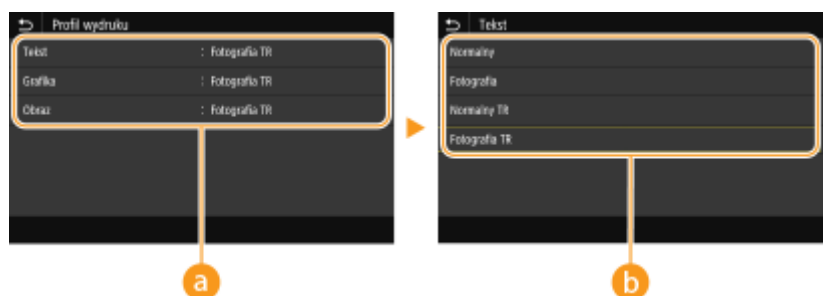 Profil wydruku
Tekst : Fotografia TR
Grafika : Fotografia TR
Obraz : Fotografia TR
a
Tekst
Normalny
Fotografia
Normalny TR
Fotografia TR
b